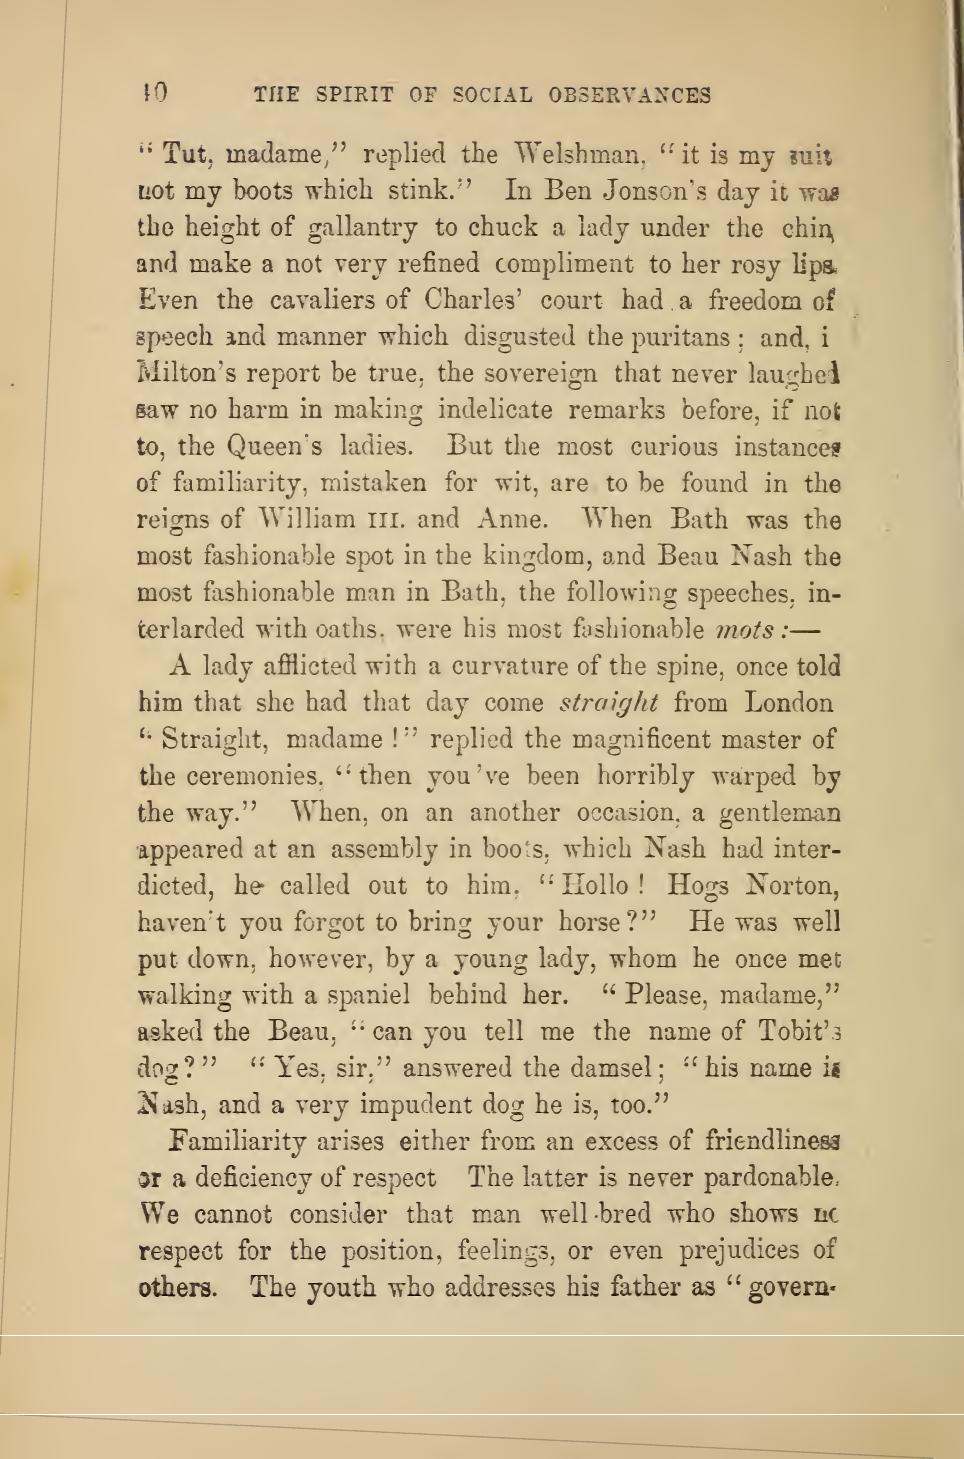 10 THE SPIRIT OF SOCIAL OBSERVANCES
“ Tut, madame,” replied the Welshman, “ it is my suit
not my boots which stink.” In Ben Jonson's day it was
the height of gallantry to chuck a lady under the chin,
and make a not very refined compliment to her rosy lips.
Even the cavaliers of Charles’ court had a freedom of
speech and manner which disgusted the puritans ; and, i
Milton's report be true, the sovereign that never laughed
saw no harm in making indelicate remarks before, if not
to, the Queen's ladies. But the most curious instances
of familiarity, mistaken for wit, are to be found in the
reigns of William III. and Anne. When Bath was the
most fashionable spot in the kingdom, and Beau Nash the
most fashionable man in Bath, the following speeches, in-
terlarded with oaths, were his most fashionable mots :—
A lady afflicted with a curvature of the spine, once told
him that she had that day come straight from London
“ Straight, madame !” replied the magnificent master of
the ceremonies, “ then you 've been horribly warped by
the way.” When, on an another occasion, a gentleman
appeared at an assembly in boots, which Nash had inter-
dicted, he called out to him, “ Hollo ! Hogs Norton,
haven't you forgot to bring your horse ?” He was well
put down, however, by a young lady, whom he once met
walking with a spaniel behind her. “ Please, madame,”
asked the Beau, “ can you tell me the name of Tobit's
dog ? ” “ Yes, sir,” answered the damsel ; “ his name is
Nash, and a very impudent dog he is, too.”
Familiarity arises either from an excess of friendliness
or a deficiency of respect The latter is never pardonable.
We cannot consider that man well-bred who shows no
respect for the position, feelings, or even prejudices of
others. The youth who addresses his father as “ govern-